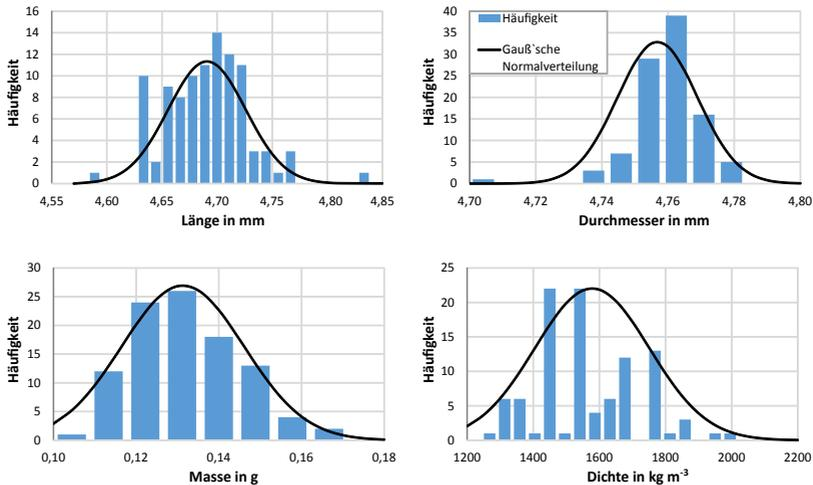 16
14
12
10
8
6
4
2
0
Häufigkeit
4,55 4,60 4,65 4,70 4,75 4,80 4,85
Länge in mm
40
35
30
25
20
15
10
5
0
Häufigkeit
Häufigkeit
Gauß`sche
Normalverteilung
4,70 4,72 4,74 4,76 4,78 4,80
Durchmesser in mm
30
25
20
15
10
5
0
Häufigkeit
0,10 0,12 0,14 0,16 0,18
Masse in g
25
20
15
10
5
0
Häufigkeit
1200 1400 1600 1800 2000 2200
Dichte in kg m⁻³